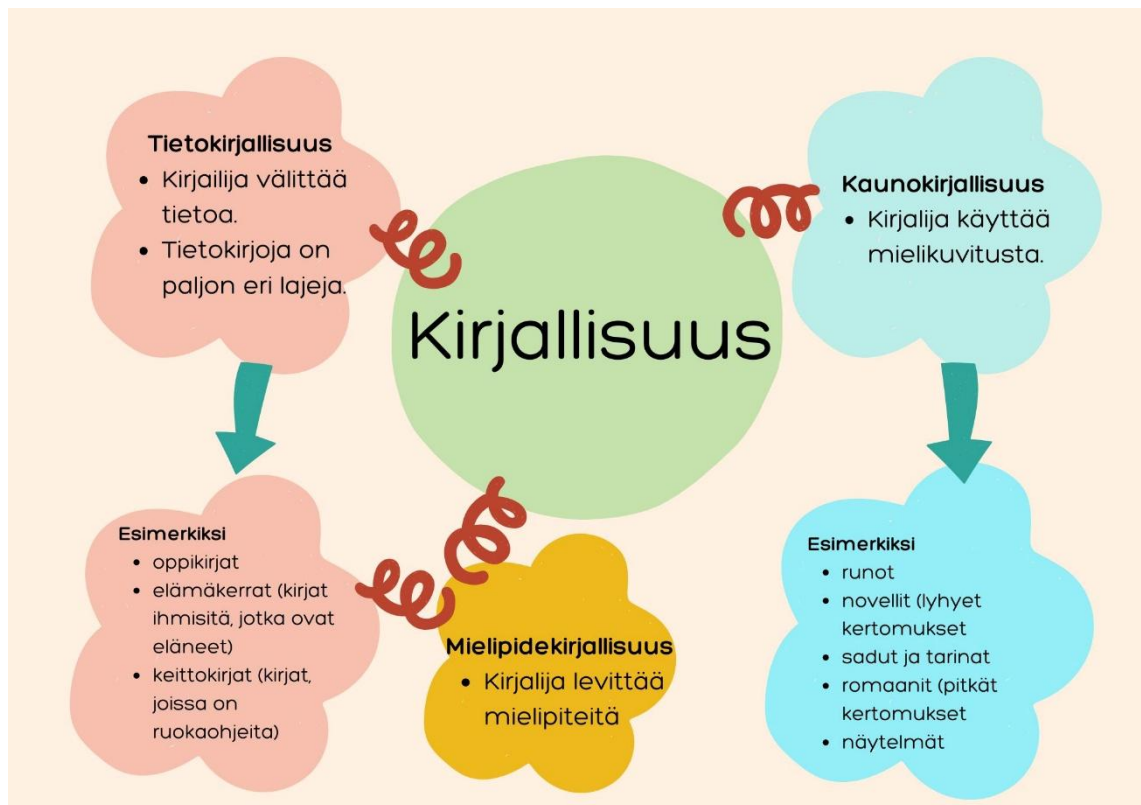 Tietokirjallisuus
• Kirjailija välittää
tietoa.
• Tietokirjoja on
paljon eri lajeja.
Kirjallisuus
Kaunokirjallisuus
• Kirjalija käyttää
mielikuvitusta.
Esimerkiksi
• oppikirjat
• elämäkerrat (kirjat
ihmisitä, jotka ovat
eläneet)
• keittokirjat (kirjat,
joissa on
ruokaohjeita)
Mielipidekirjallisuus
• Kirjalija levittää
mielipiteitä
Esimerkiksi
• runot
• novellit (lyhyet
kertomukset
• sadut ja tarinat
• romaanit (pitkät
kertomukset
• näytelmät